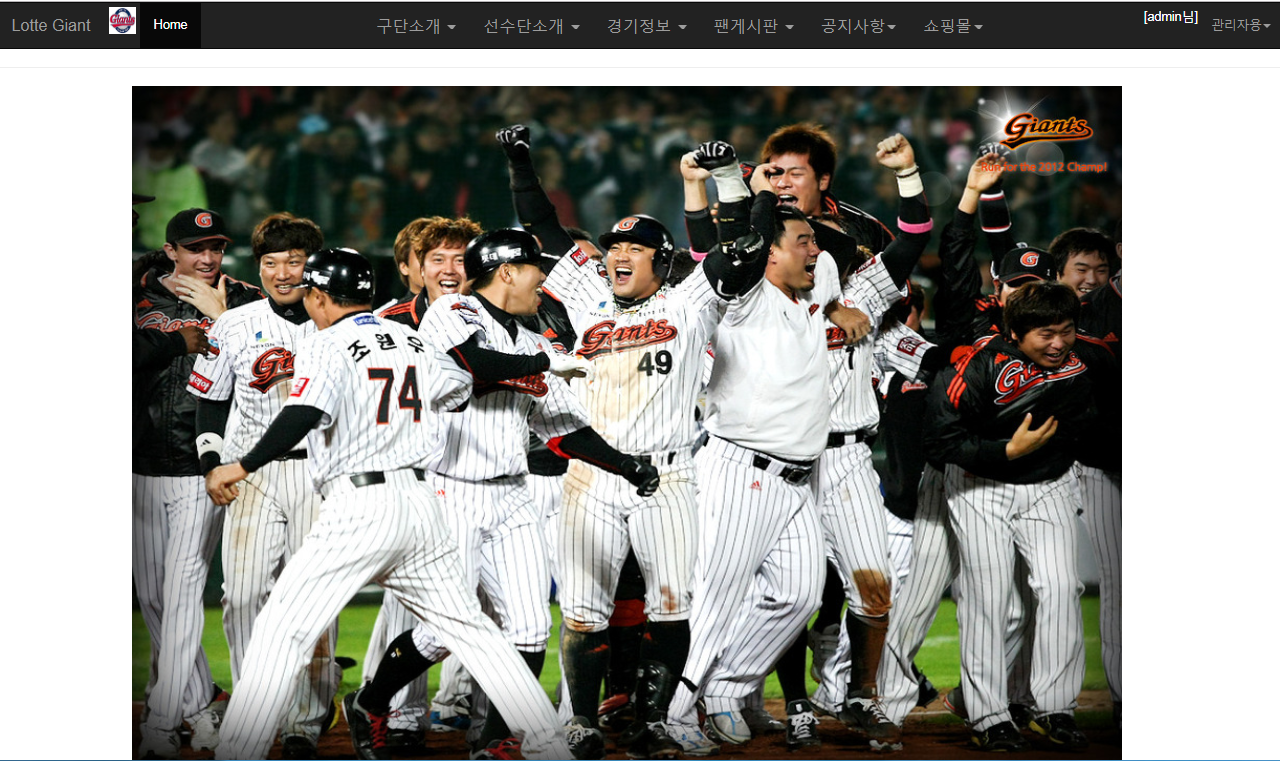 Lotte Giant Giants Home 구단소개 선수단소개 경기정보 팬게시판 공지사항 쇼핑몰 [admin님] 관리자용
Giants
Run for the 2012 Champ!
G
G
G
Giants
Giants
49
조원우
74
Giants
Giants
7